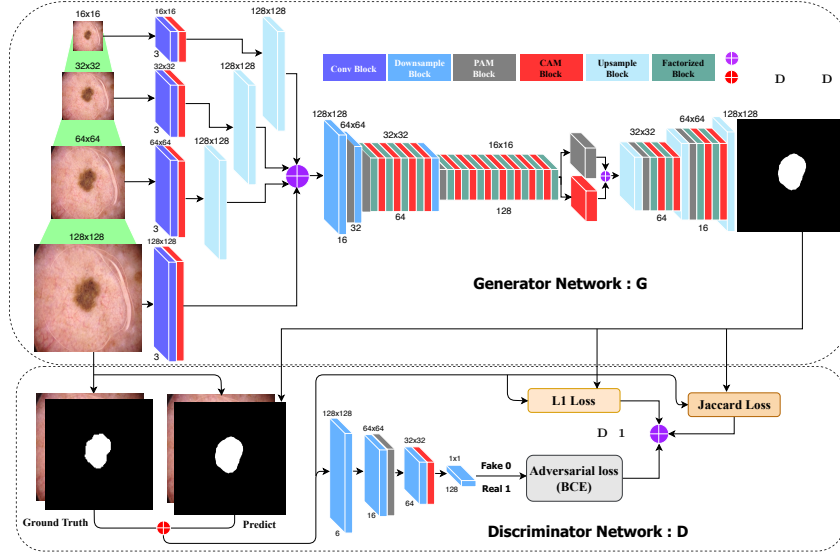 16x16
16x16
128x128
3
32x32
32x32
128x128
3
64x64
64x64
128x128
3
128x128
128x128
3
Conv Block
Downsample
Block
PAM
Block
CAM
Block
Upsample
Block
Factorized
Block
D D
128x128
64x64
32x32
16x16
32x32
64x64
128x128
16
32
64
128
64
16
Generator Network : G
L1 Loss
Jaccard Loss
D 1
128x128
64x64
32x32
1x1
Fake 0
Real 1
128
64
16
6
Adversarial loss
(BCE)
Ground Truth
Predict
Discriminator Network : D